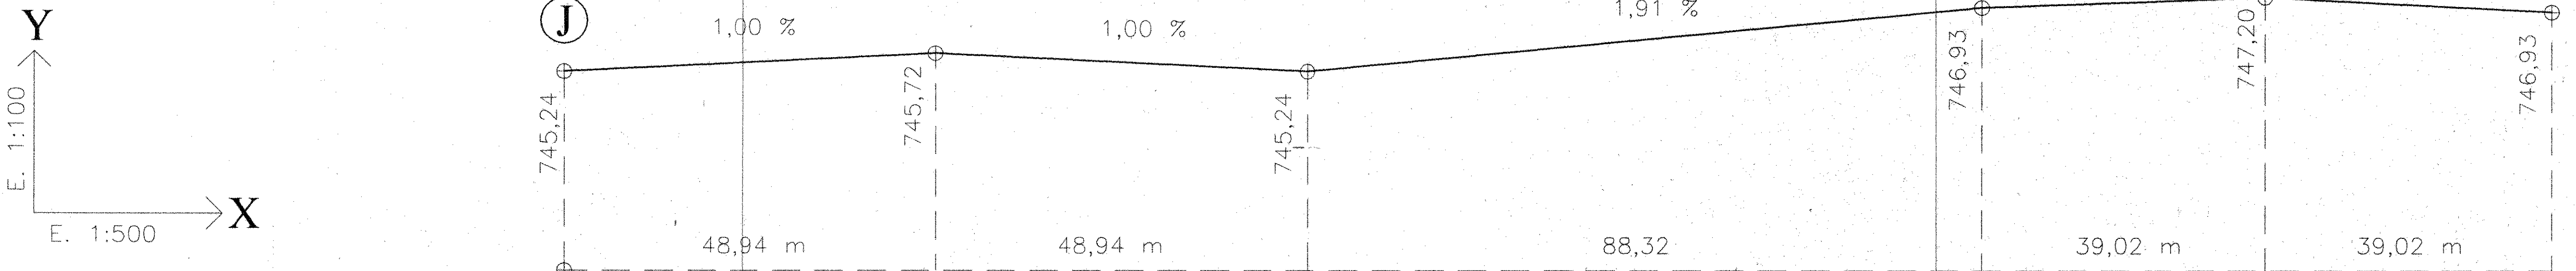 Y
E. 1:100
X
E. 1:500
J
1,00 %
1,00 %
1,91 %
745,24
745,72
745,24
746,93
747,20
746,93
48,94 m
48,94 m
88,32
39,02 m
39,02 m